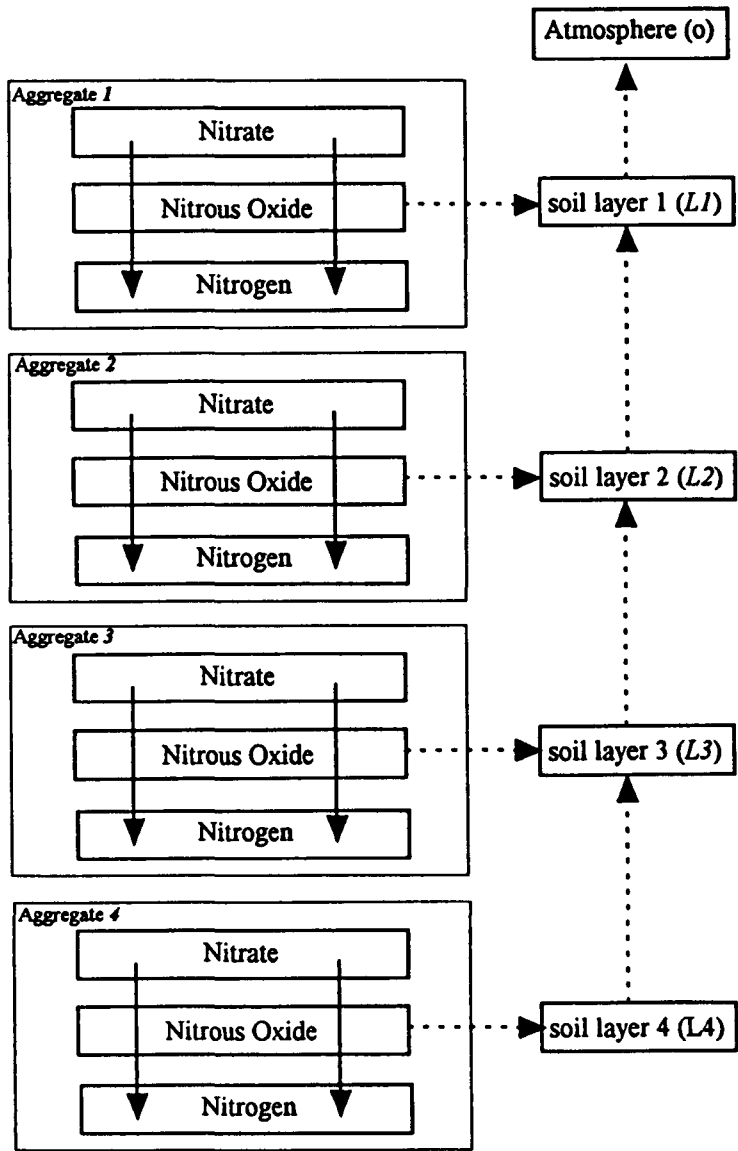 Atmosphere (o)
Aggregate 1
Nitrate
Nitrous Oxide
soil layer 1 (L1)
Nitrogen
Aggregate 2
Nitrate
Nitrous Oxide
soil layer 2 (L2)
Nitrogen
Aggregate 3
Nitrate
Nitrous Oxide
soil layer 3 (L3)
Nitrogen
Aggregate 4
Nitrate
Nitrous Oxide
soil layer 4 (L4)
Nitrogen